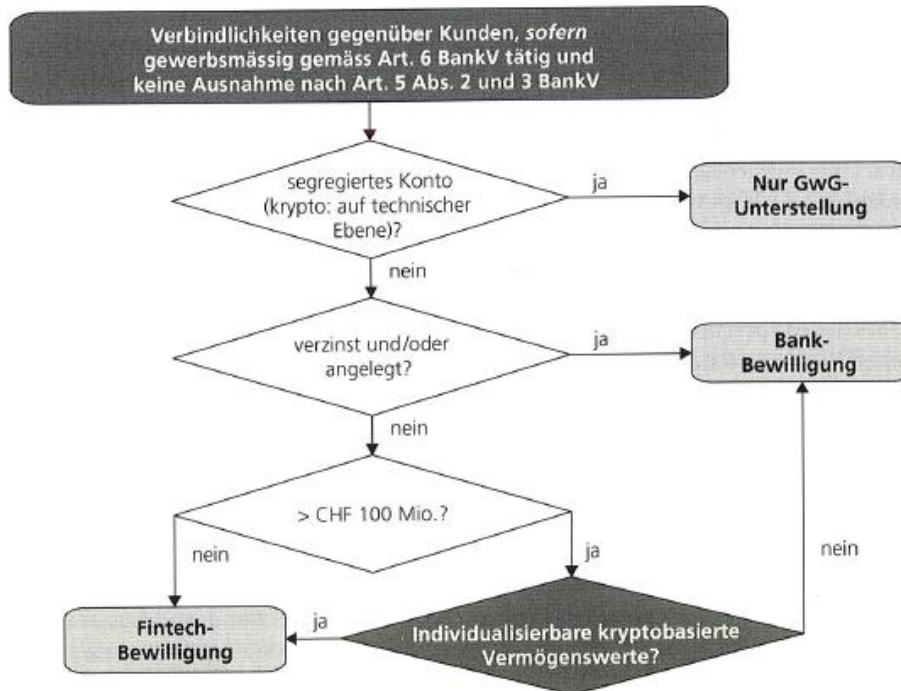 Verbindlichkeiten gegenüber Kunden, sofern
gewerbsmässig gemäss Art. 6 BankV tätig und
keine Ausnahme nach Art. 5 Abs. 2 und 3 BankV
segregiertes Konto
(krypto: auf technischer
Ebene)?
ja
Nur GwG-
Unterstellung
nein
verzinst und/oder
angelegt?
ja
Bank-
Bewilligung
nein
> CHF 100 Mio.?
nein
ja
nein
Fintech-
Bewilligung
ja
Individualisierbare kryptobasierte
Vermögenswerte?